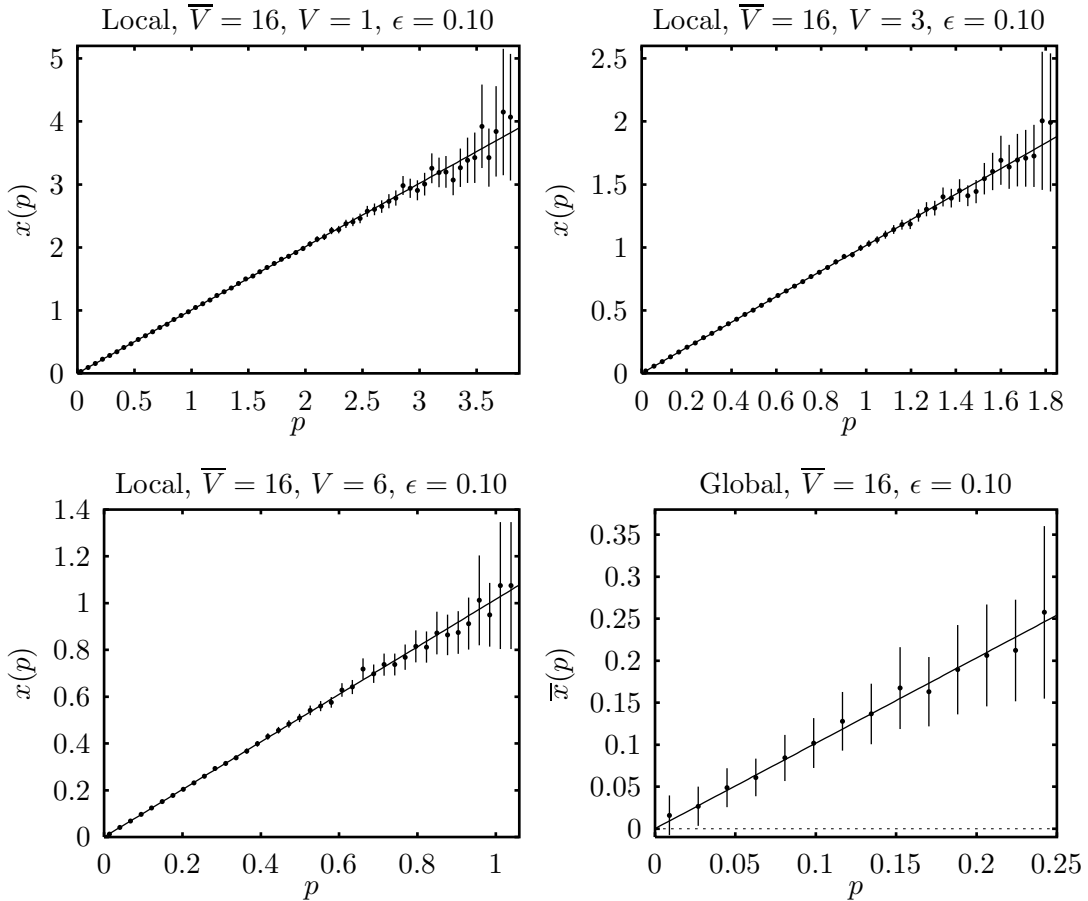 Local, V̅ = 16, V = 1, ϵ = 0.10
5
4
3
2
1
0
x(p)
0 0.5 1 1.5 2 2.5 3 3.5
p
Local, V̅ = 16, V = 3, ϵ = 0.10
2.5
2
1.5
1
0.5
0
x(p)
0 0.2 0.4 0.6 0.8 1 1.2 1.4 1.6 1.8
p
Local, V̅ = 16, V = 6, ϵ = 0.10
1.4
1.2
1
0.8
0.6
0.4
0.2
0
x(p)
0 0.2 0.4 0.6 0.8 1
p
Global, V̅ = 16, ϵ = 0.10
0.35
0.3
0.25
0.2
0.15
0.1
0.05
0
x̅(p)
0 0.05 0.1 0.15 0.2 0.25
p